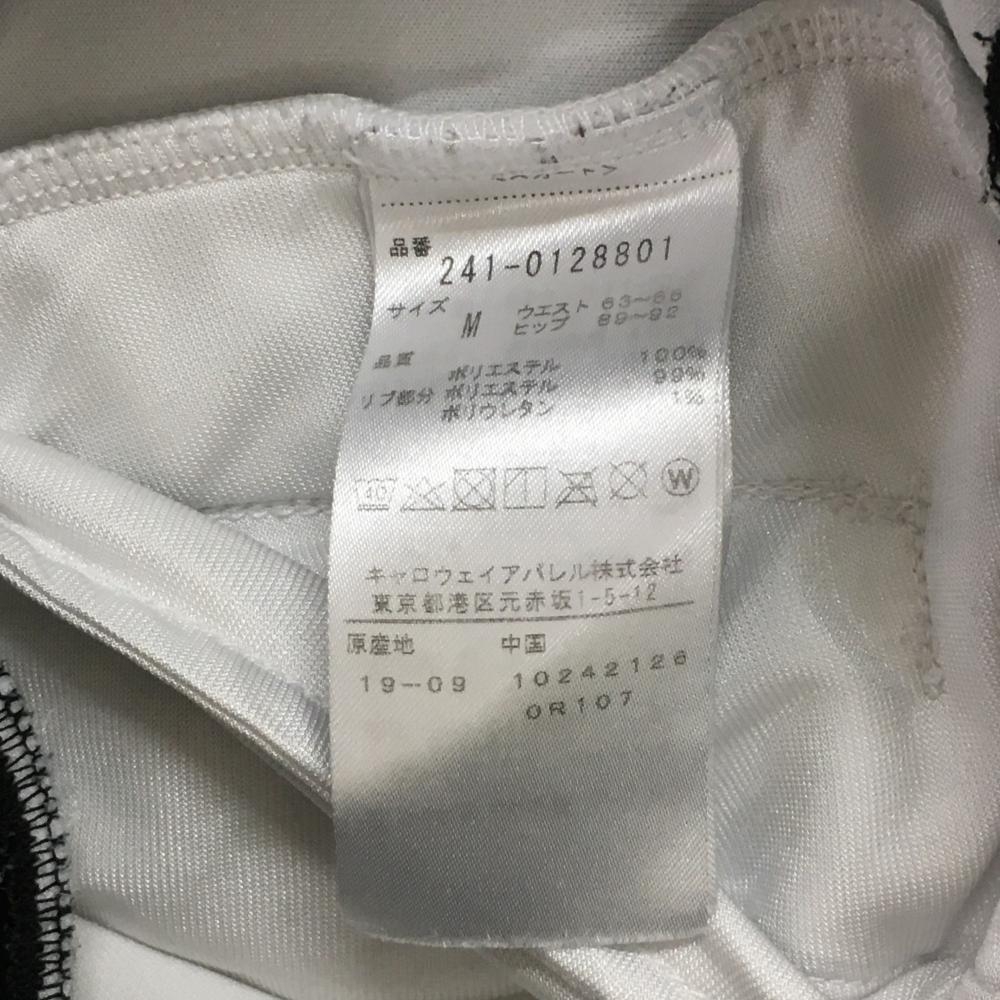 品番 241-0128801
サイズ M ウエスト 63~66
ヒップ 89~92
品質 ポリエステル 100%
リブ部分 ポリエステル 99%
ポリウレタン 1%
40 W
キャロウェイアパレル株式会社
東京都港区元赤坂1-5-12
原産地 中国
19-09 10242126
0R107